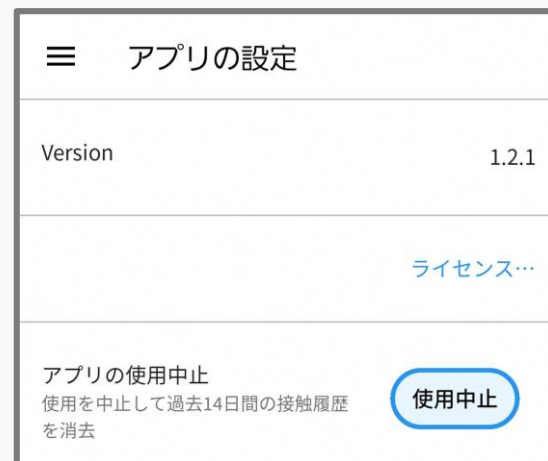 アプリの設定
Version
1.2.1
ライセンス…
アプリの使用中止
使用を中止して過去14日間の接触履歴
を消去
使用中止